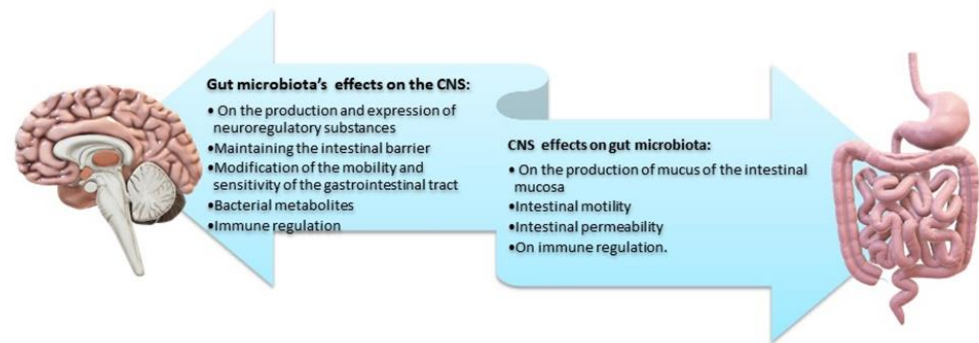 Gut microbiota's effects on the CNS:
• On the production and expression of
neuroregulatory substances
•Maintaining the intestinal barrier
•Modification of the mobility and
sensitivity of the gastrointestinal tract
•Bacterial metabolites
•Immune regulation
CNS effects on gut microbiota:
• On the production of mucus of the intestinal
mucosa
•Intestinal motility
•Intestinal permeability
•On immune regulation.